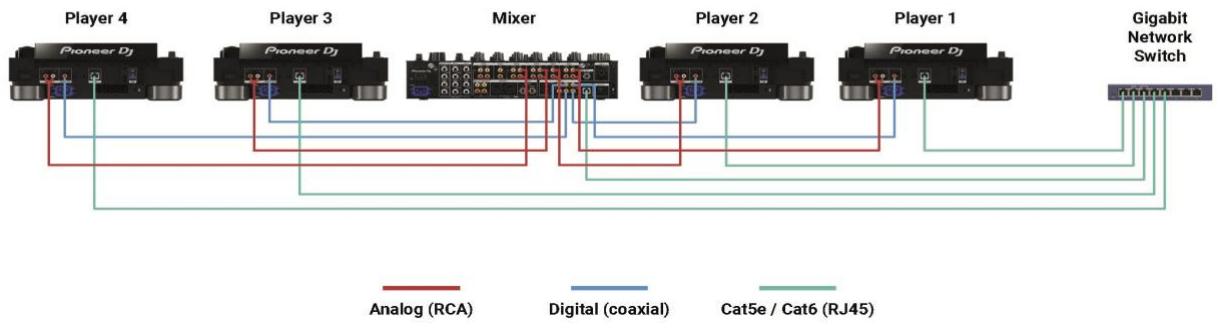 Player 4
Player 3
Mixer
Player 2
Player 1
Gigabit
Network
Switch
Pioneer Dj
Pioneer Dj
Pioneer Dj
Pioneer Dj
Analog (RCA)
Digital (coaxial)
Cat5e / Cat6 (RJ45)